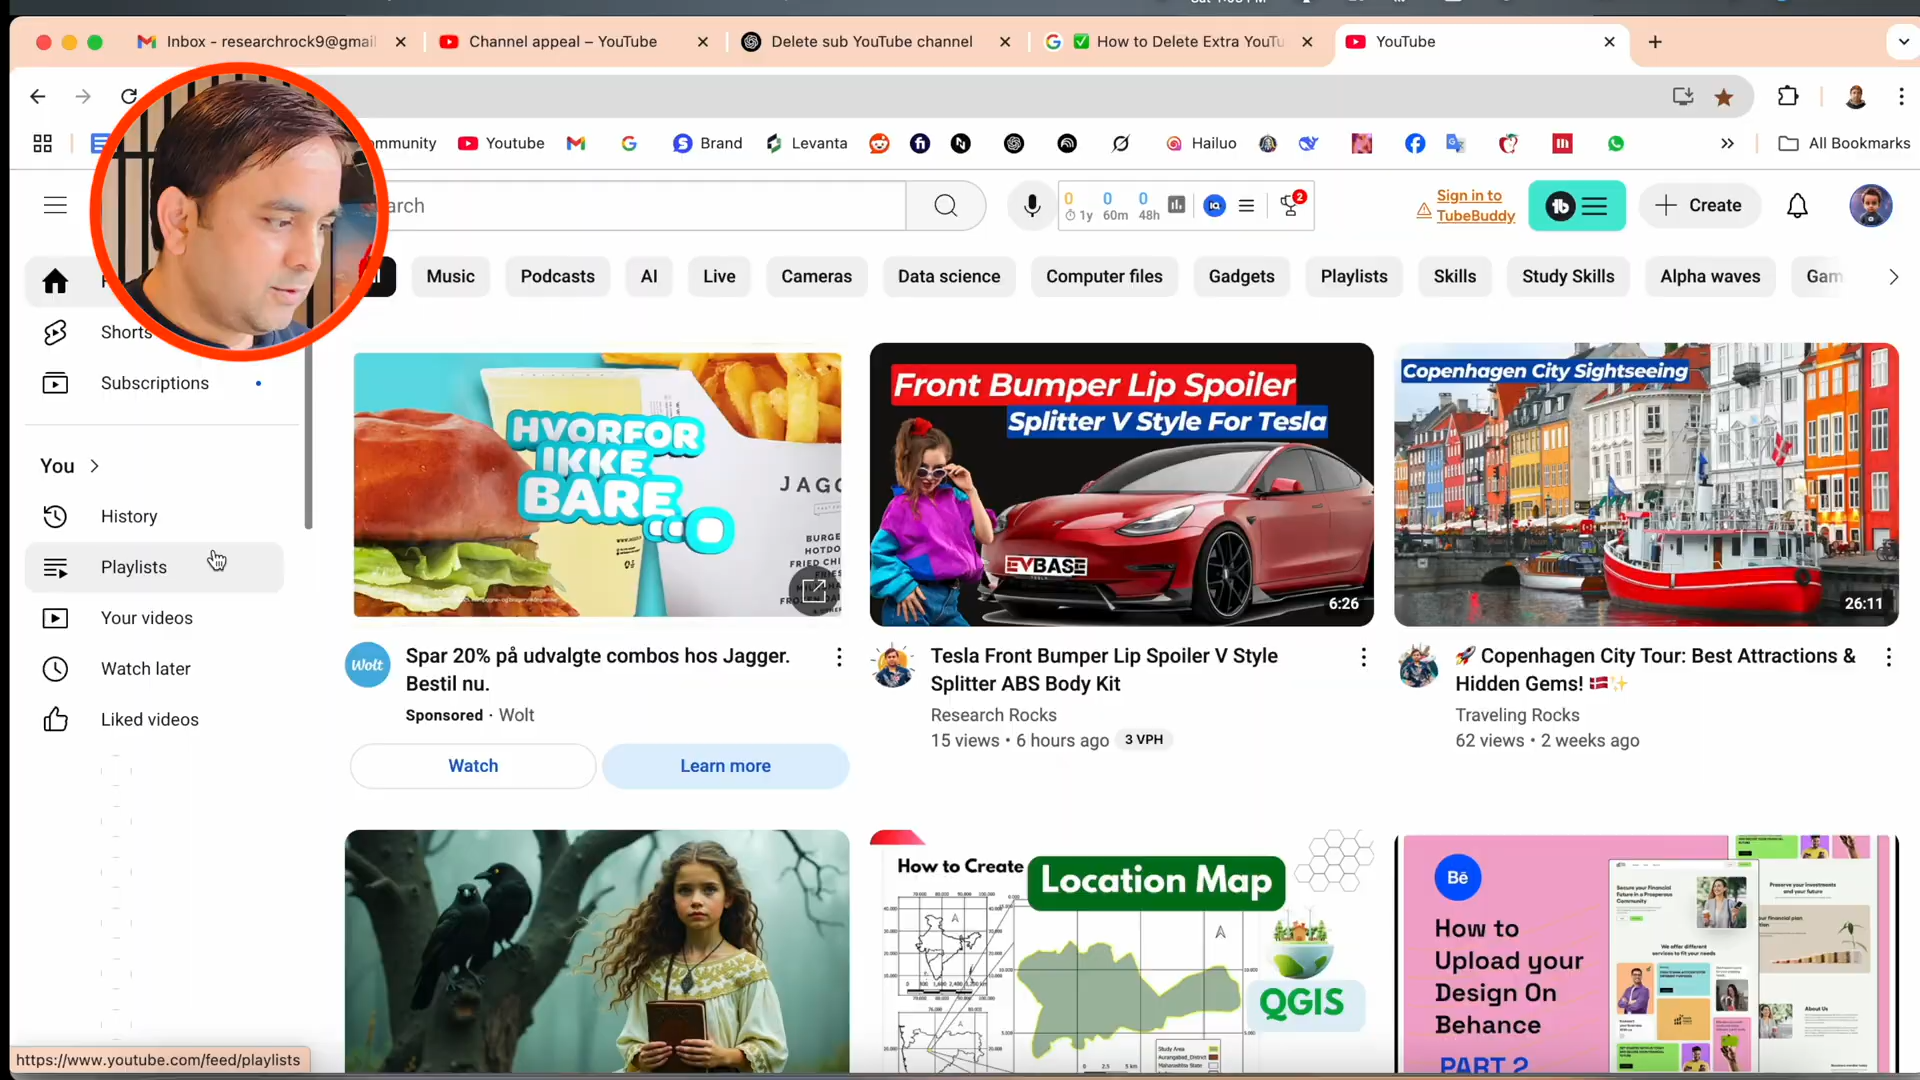 Inbox - researchrock9@gmail
Channel appeal – YouTube
Delete sub YouTube channel
✅ How to Delete Extra YouTu
YouTube
mmunity
Youtube
Brand
Levanta
Hailuo
All Bookmarks
arch
0 0 0
1y 60m 48h
2
Sign in to
TubeBuddy
Create
Music
Podcasts
AI
Live
Cameras
Data science
Computer files
Gadgets
Playlists
Skills
Study Skills
Alpha waves
Gam
Shorts
Subscriptions
You
History
Playlists
Your videos
Watch later
Liked videos
HVORFOR
IKKE
BARE
JAGG
BURGE
HOTDO
FRIED CHI
Wolt
Spar 20% på udvalgte combos hos Jagger.
Bestil nu.
Sponsored · Wolt
Watch
Learn more
Front Bumper Lip Spoiler
Splitter V Style For Tesla
EVBASE
6:26
Tesla Front Bumper Lip Spoiler V Style
Splitter ABS Body Kit
Research Rocks
15 views • 6 hours ago
3 VPH
Copenhagen City Sightseeing
26:11
🚀 Copenhagen City Tour: Best Attractions &
Hidden Gems! 🇩🇰✨
Traveling Rocks
62 views • 2 weeks ago
How to Create
Location Map
QGIS
Study Area
Bē
How to
Upload your
Design On
Behance
PART 2
https://www.youtube.com/feed/playlists